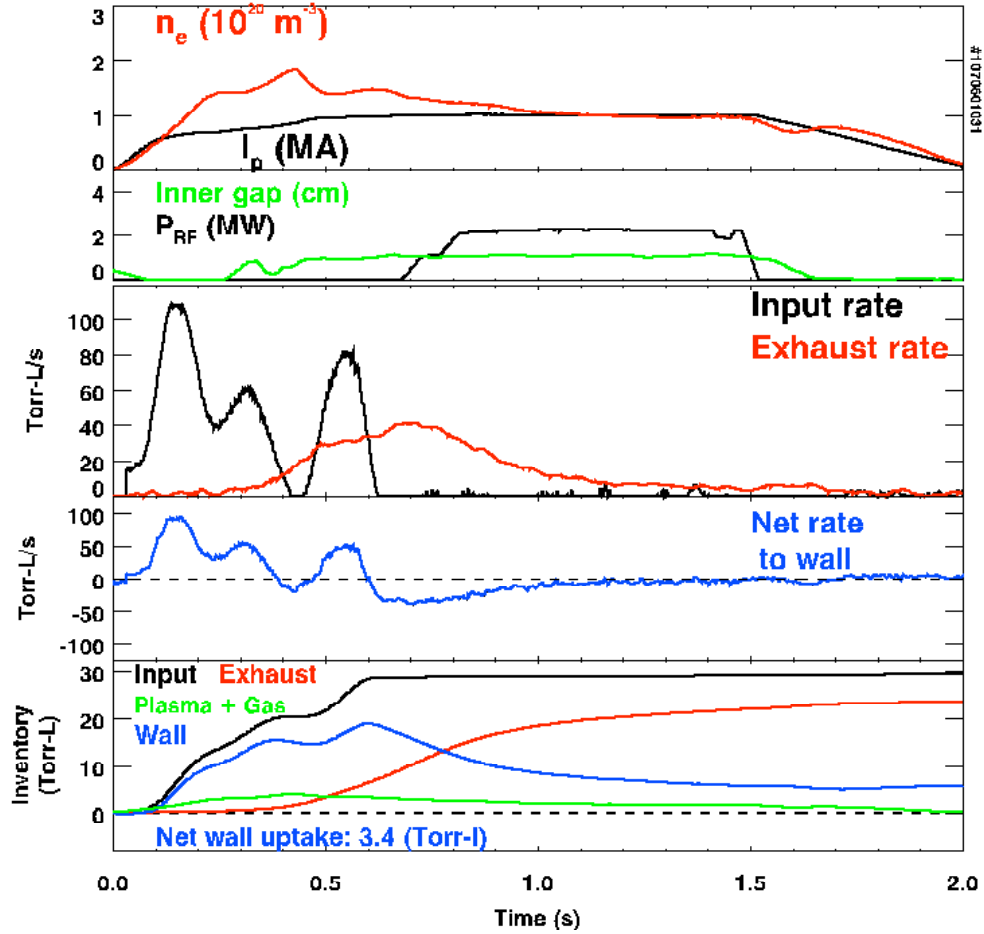 3
n_e (10^20 m^-3)
2
1
I_p (MA)
0
#1070601031
4
Inner gap (cm)
P_RF (MW)
2
0
100
Input rate
Exhaust rate
80
60
40
20
0
Torr-L/s
100
Net rate
to wall
50
0
-50
-100
Torr-L/s
30
Input Exhaust
Plasma + Gas
20
Wall
10
0
Inventory
(Torr-L)
Net wall uptake: 3.4 (Torr-l)
0.0 0.5 1.0 1.5 2.0
Time (s)